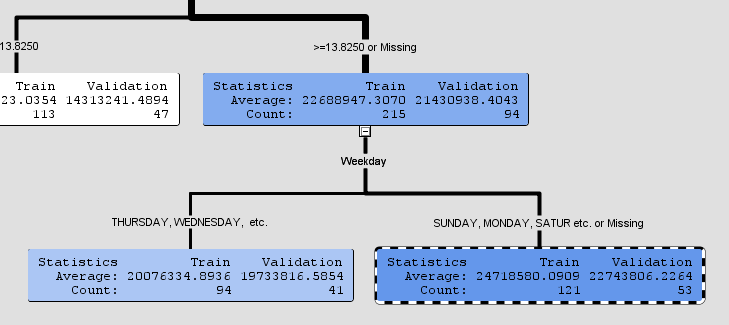 13.8250
>=13.8250 or Missing
Train Validation
23.0354 14313241.4894
113 47
Statistics Train Validation
Average: 22688947.3070 21430938.4043
Count: 215 94
Weekday
THURSDAY, WEDNESDAY, etc.
SUNDAY, MONDAY, SATUR etc. or Missing
Statistics Train Validation
Average: 20076334.8936 19733816.5854
Count: 94 41
Statistics Train Validation
Average: 24718580.0909 22743806.2264
Count: 121 53